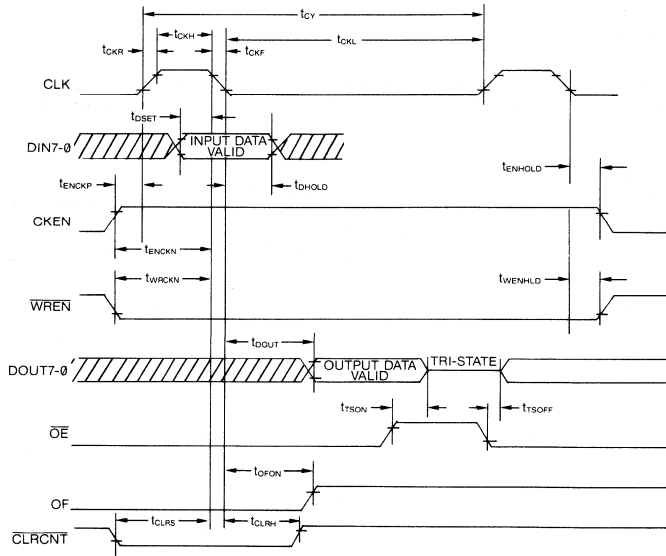 tCY
tCKH
tCKL
tCKR
tCKF
CLK
tDSET
DIN7-0
INPUT DATA
VALID
tENHOLD
tENCKP
tDHOLD
CKEN
tENCKN
tWRCKN
tWENHLD
WREN
tDOUT
DOUT7-0
OUTPUT DATA
VALID
TRI-STATE
tTSON
tTSOFF
OE
tOFON
OF
tCLRS
tCLRH
CLRCNT